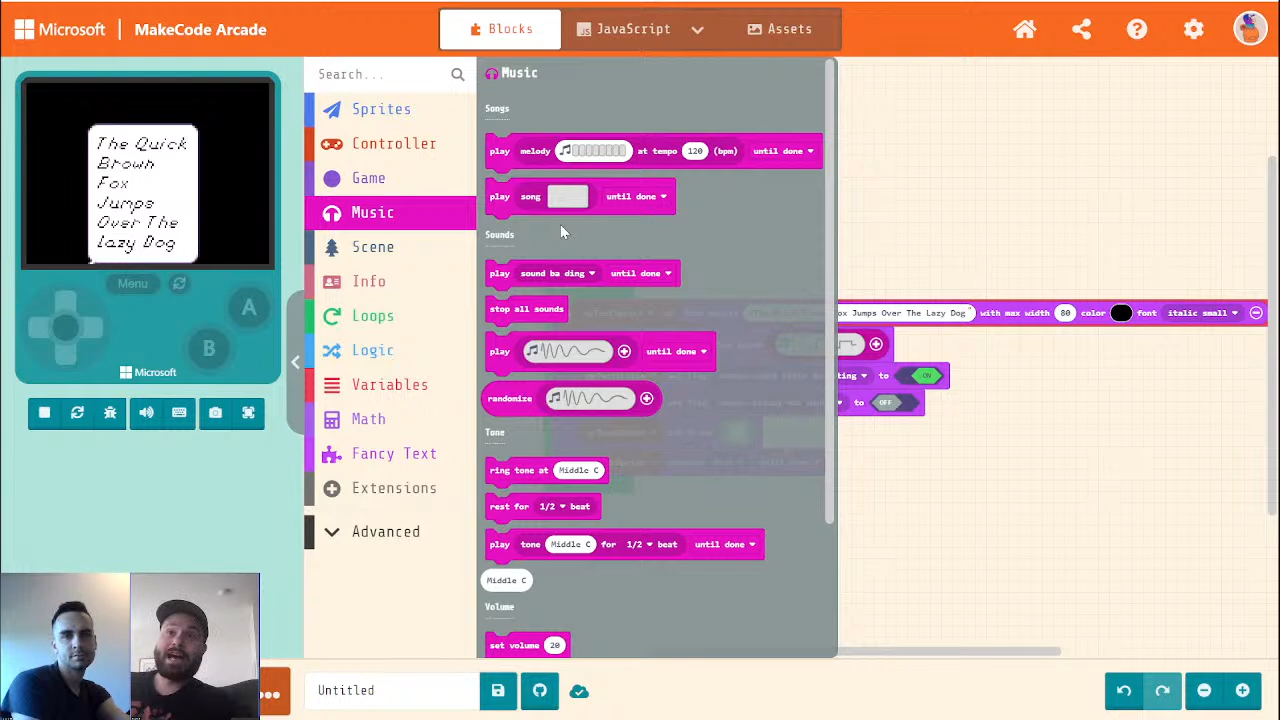 Microsoft
MakeCode Arcade
Blocks
JavaScript
Assets
The Quick
Brown
Fox
Jumps
Over The
Lazy Dog
Menu
A
B
Microsoft
Search...
Sprites
Controller
Game
Music
Scene
Info
Loops
Logic
Variables
Math
Fancy Text
Extensions
Advanced
Music
Songs
play melody at tempo 120 (bpm) until done
play song until done
Sounds
play sound ba ding until done
stop all sounds
play until done
randomize
Tone
ring tone at Middle C
rest for 1/2 beat
play tone Middle C for 1/2 beat until done
Middle C
Volume
set volume 20
ox Jumps Over The Lazy Dog " with max width 80 color font italic small
ting to ON
to OFF
Untitled